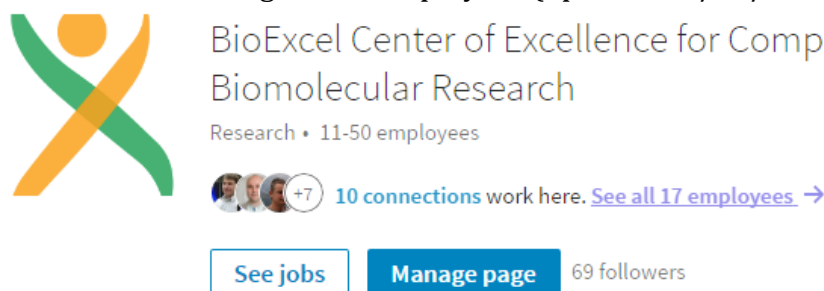 BioExcel Center of Excellence for Comp
Biomolecular Research
Research • 11-50 employees
+7 10 connections work here. See all 17 employees →
See jobs Manage page 69 followers